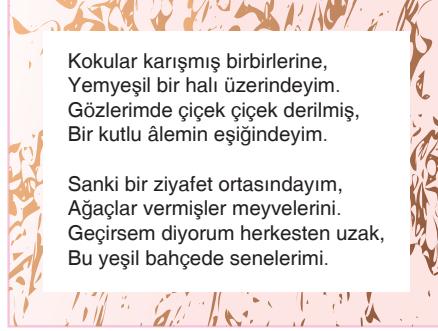 Kokular karışmış birbirlerine,
Yemyeşil bir halı üzerindeyim.
Gözlerimde çiçek çiçek derilmiş,
Bir kutlu âlemin eşiğindeyim.

Sanki bir ziyafet ortasındayım,
Ağaçlar vermişler meyvelerini.
Geçirsem diyorum herkesten uzak,
Bu yeşil bahçede senelerimi.